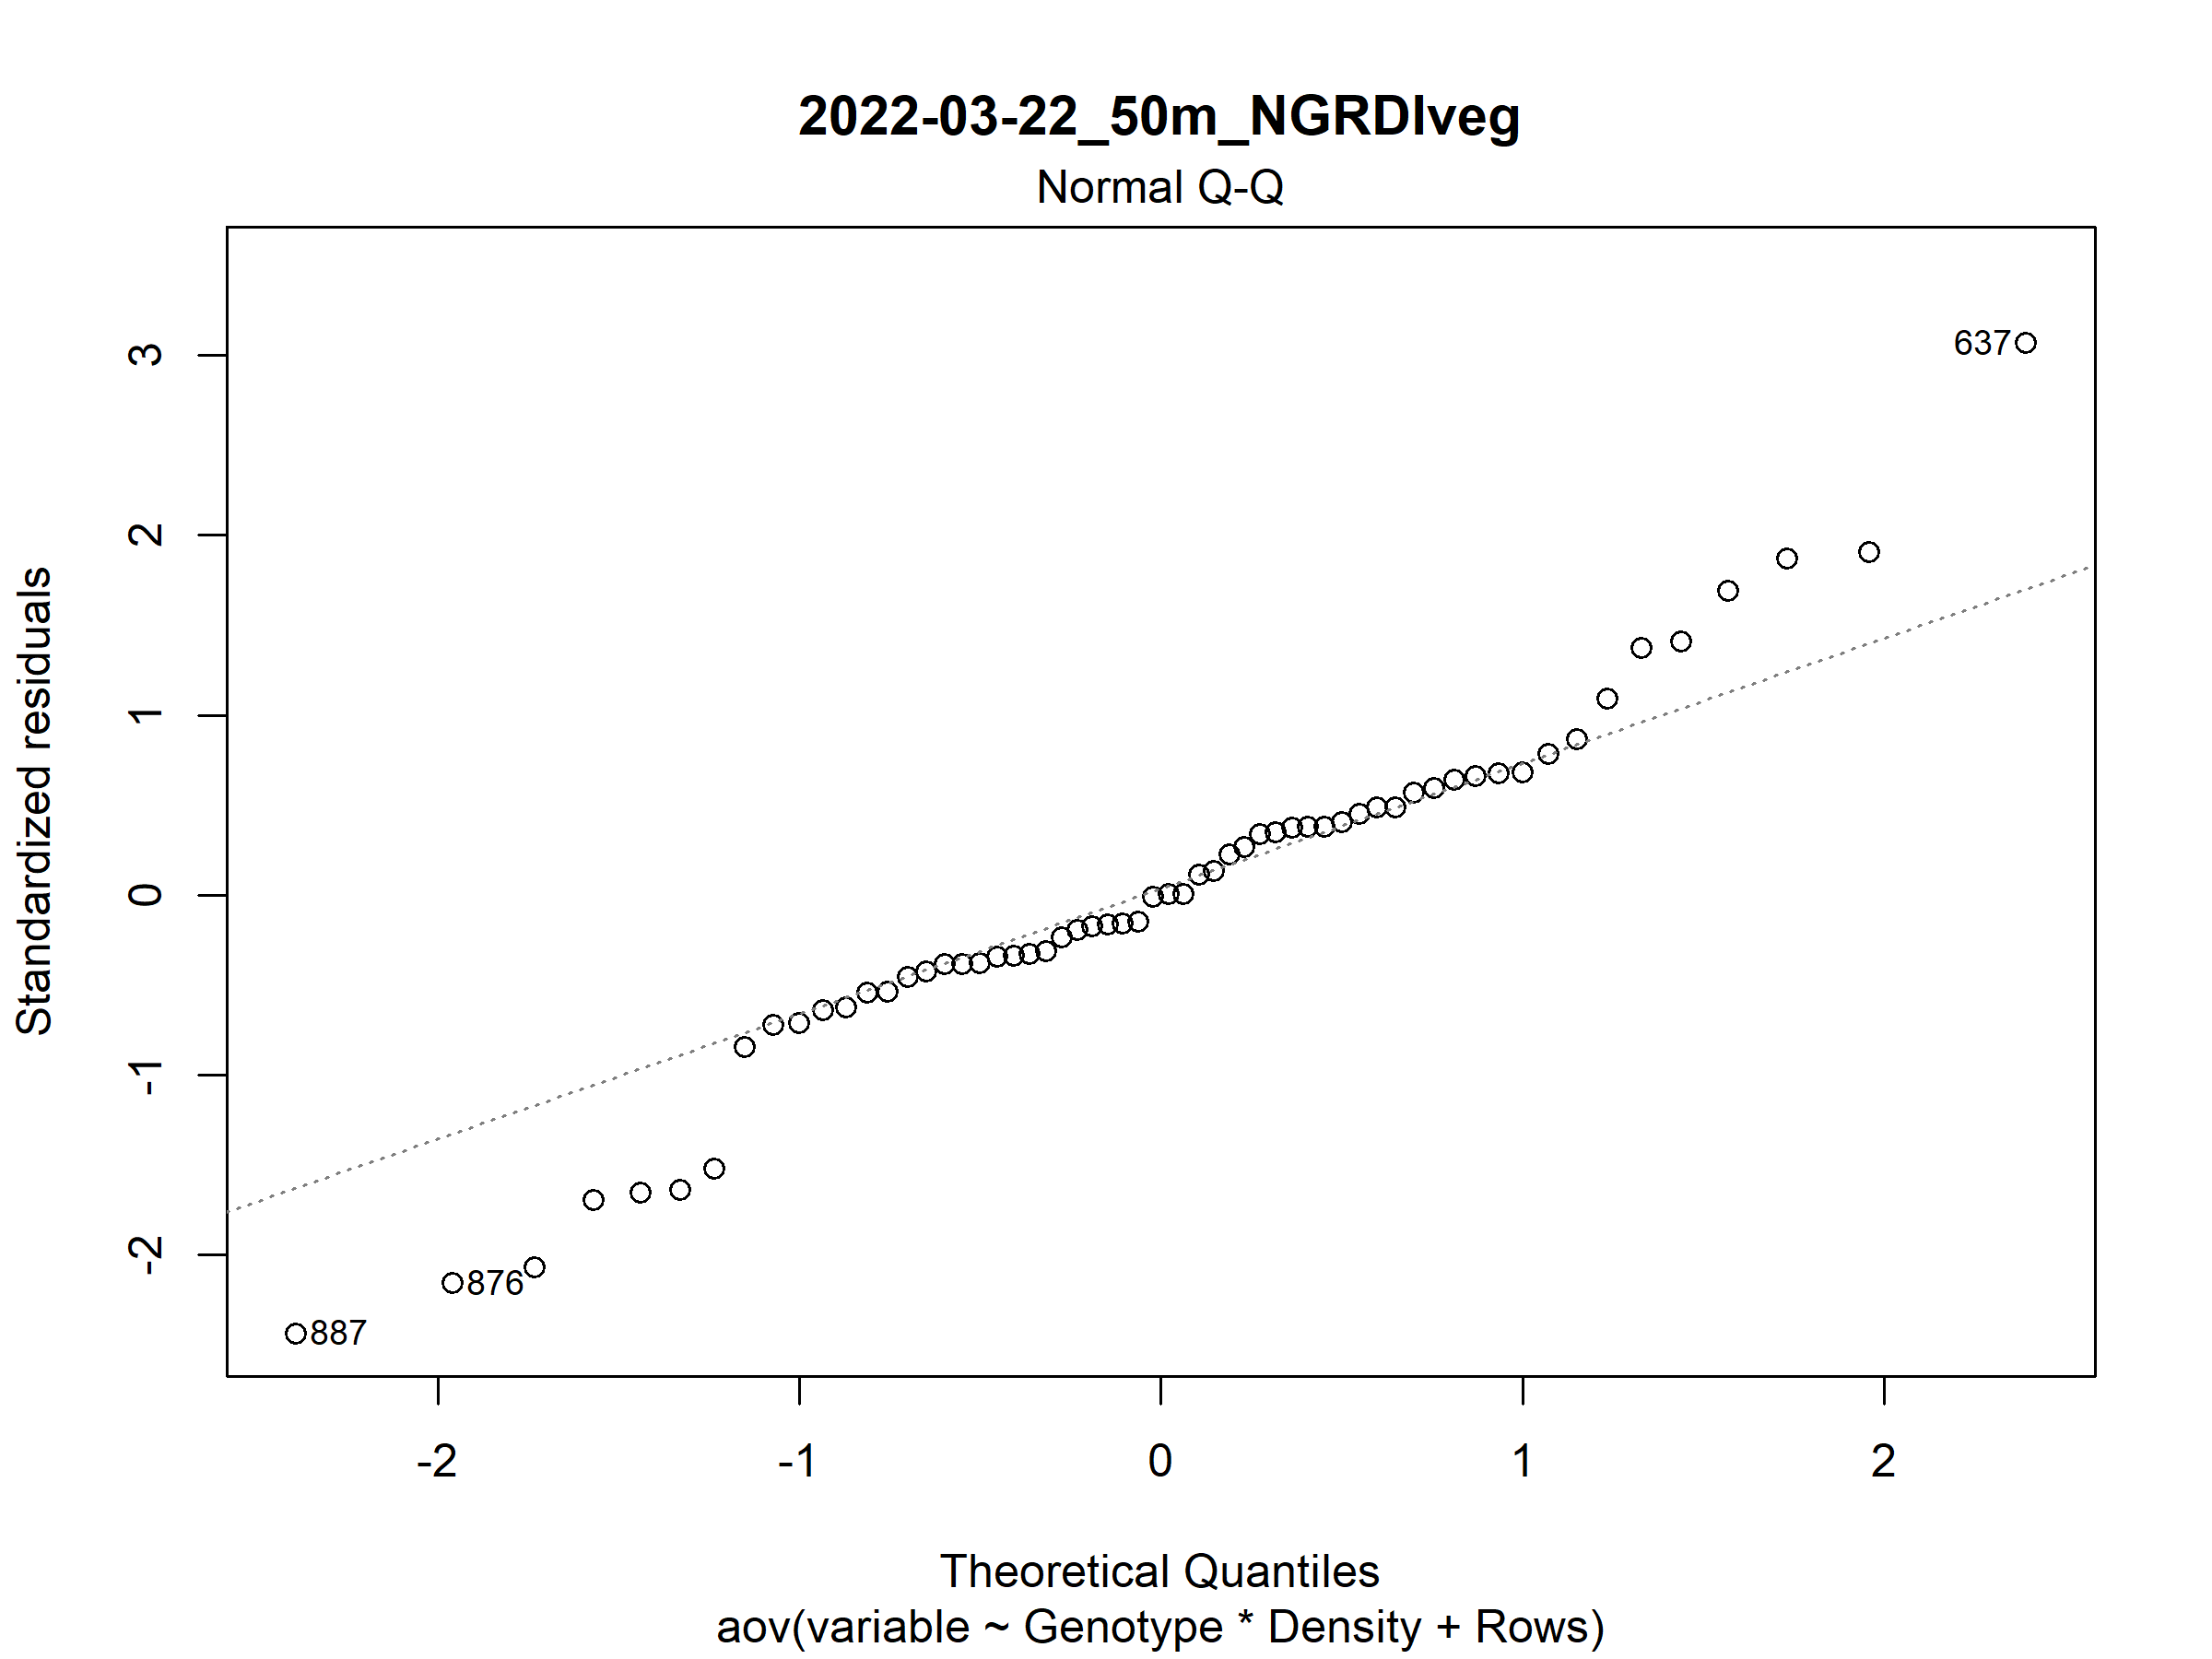 2022-03-22_50m_NGRDIveg
Normal Q-Q
Standardized residuals
3
2
1
0
-1
-2
637
876
887
-2
-1
0
1
2
Theoretical Quantiles
aov(variable ~ Genotype * Density + Rows)